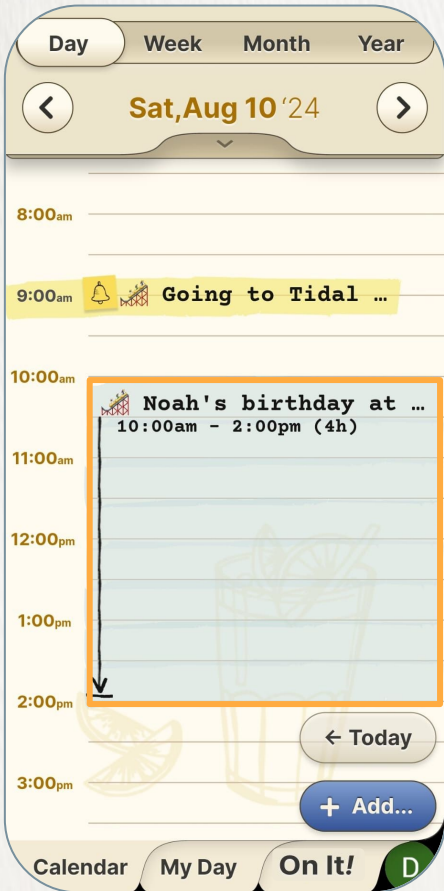 Day Week Month Year
Sat,Aug 10 '24
8:00am
9:00am Going to Tidal …
10:00am
Noah's birthday at …
10:00am - 2:00pm (4h)
11:00am
12:00pm
1:00pm
2:00pm
← Today
3:00pm
+ Add...
Calendar My Day On It! D